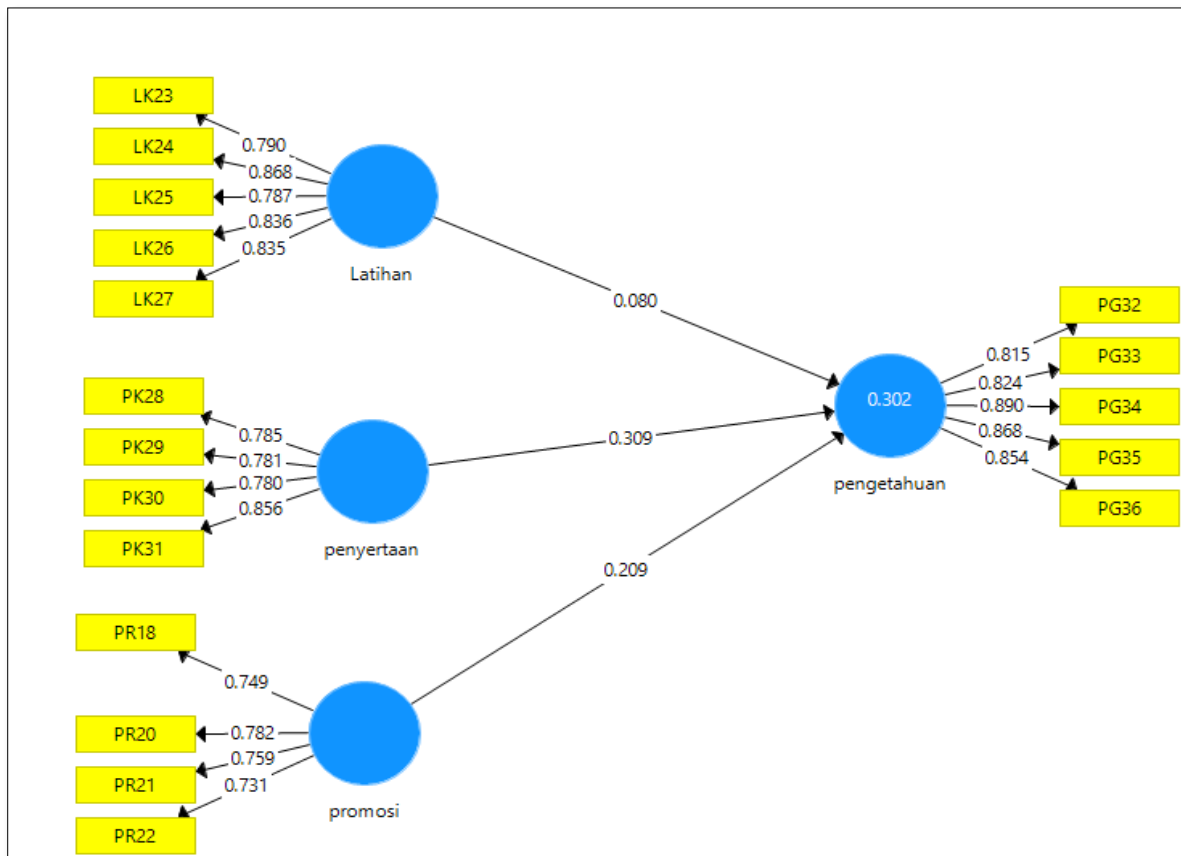 LK23
LK24
LK25
LK26
LK27
0.790
0.868
0.787
0.836
0.835
Latihan
0.080
PK28
PK29
PK30
PK31
0.785
0.781
0.780
0.856
penyertaan
0.309
PR18
PR20
PR21
PR22
0.749
0.782
0.759
0.731
promosi
0.209
0.302
pengetahuan
0.815
0.824
0.890
0.868
0.854
PG32
PG33
PG34
PG35
PG36